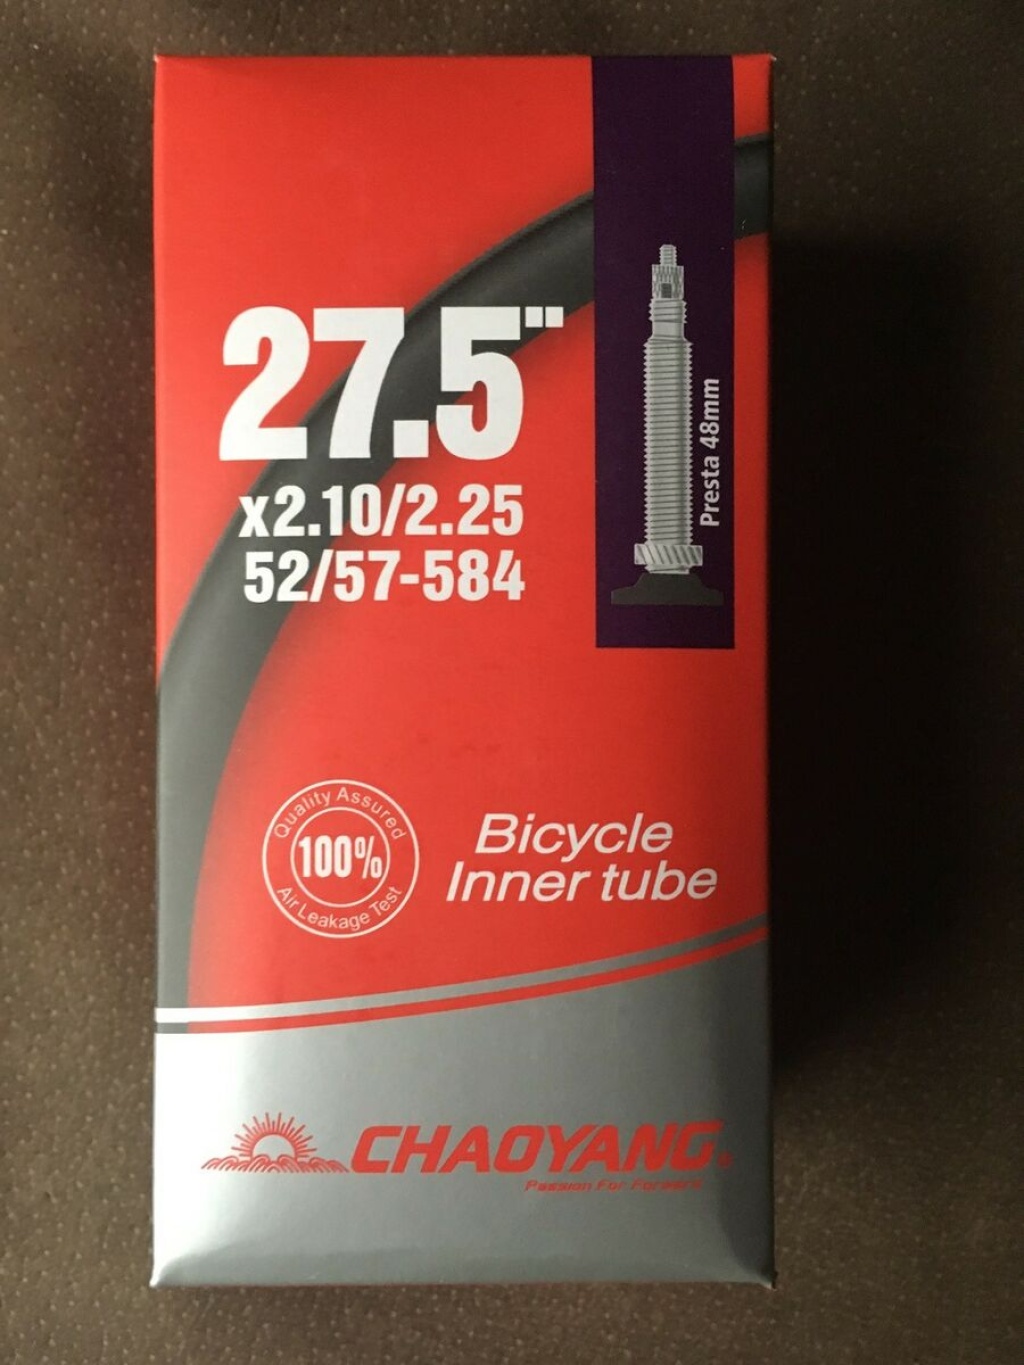 27.5"
x2.10/2.25
52/57-584
Presta 48mm
Quality Assured
100%
Air Leakage Test
Bicycle
Inner tube
CHAOYANG®
Passion For Forward